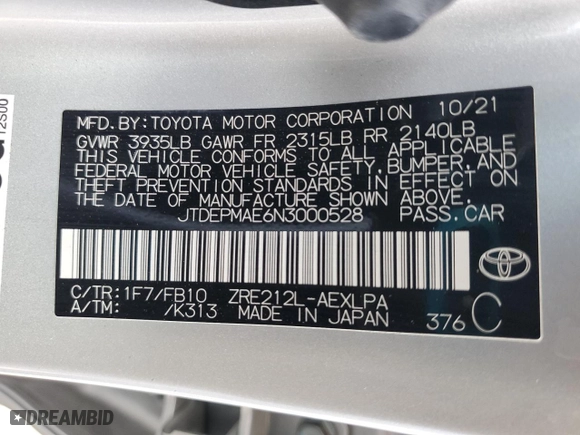 MFD.BY:TOYOTA MOTOR CORPORATION 10/21
GVWR 3935LB GAWR FR 2315LB RR 2140LB
THIS VEHICLE CONFORMS TO ALL APPLICABLE
FEDERAL MOTOR VEHICLE SAFETY, BUMPER, AND
THEFT PREVENTION STANDARDS IN EFFECT ON
THE DATE OF MANUFACTURE SHOWN ABOVE.
JTDEPMAE6N3000528 PASS.CAR
C/TR:1F7/FB10 ZRE212L-AEXLPA
A/TM: /K313 MADE IN JAPAN 376 C
TOYOTA
12S00
DREAMBID